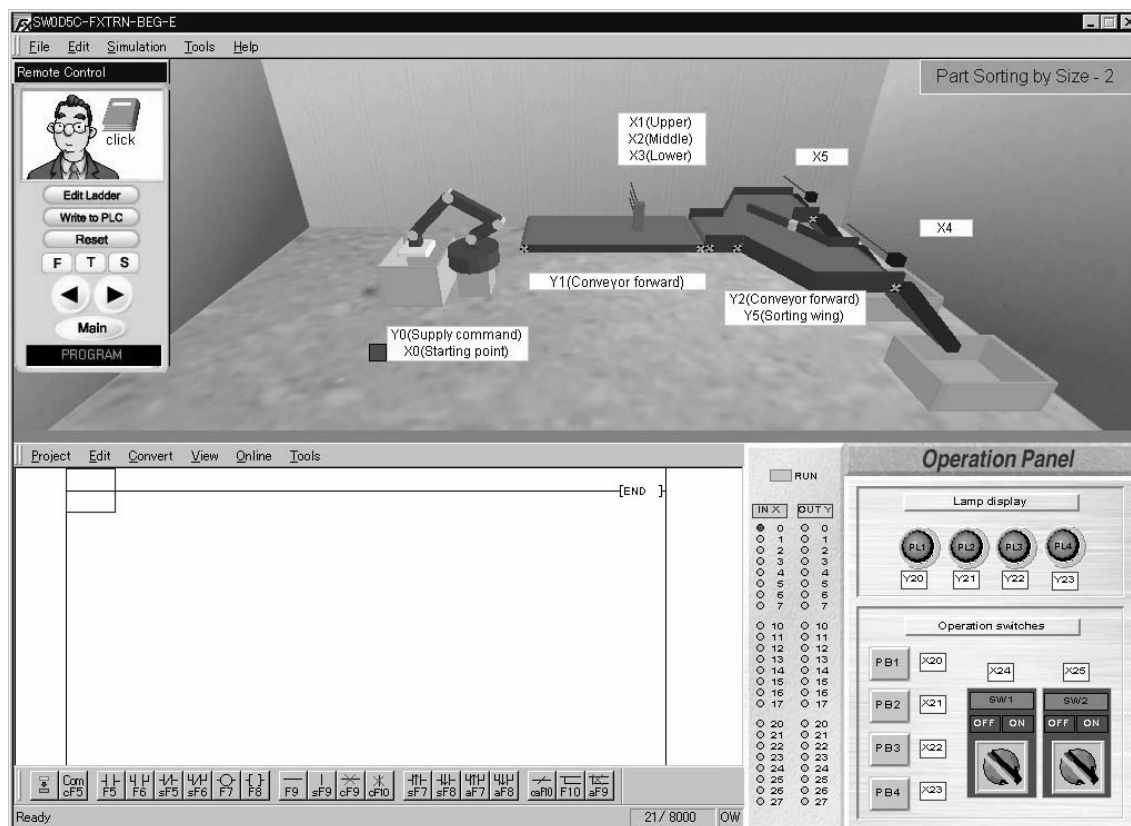 SW0D5C-FXTRN-BEG-E
File Edit Simulation Tools Help
Remote Control
click
Edit Ladder
Write to PLC
Reset
F T S
Main
PROGRAM
Part Sorting by Size - 2
X1(Upper)
X2(Middle)
X3(Lower)
X5
X4
Y1(Conveyor forward)
Y2(Conveyor forward)
Y5(Sorting wing)
Y0(Supply command)
X0(Starting point)
Project Edit Convert View Online Tools
[END ]
RUN
IN X OUT Y
0 0
1 1
2 2
3 3
4 4
5 5
6 6
7 7
10 10
11 11
12 12
13 13
14 14
15 15
16 16
17 17
20 20
21 21
22 22
23 23
24 24
25 25
26 26
27 27
Operation Panel
Lamp display
PL1 PL2 PL3 PL4
Y20 Y21 Y22 Y23
Operation switches
PB1 X20
PB2 X21
PB3 X22
PB4 X23
X24 X25
SW1 SW2
OFF ON OFF ON
Com
cF5 F5 F6 sF5 sF6 F7 F8 F9 sF9 cF9 cF10 sF7 sF8 aF7 aF8 caF10 F10 aF9
Ready 21/ 8000 OW